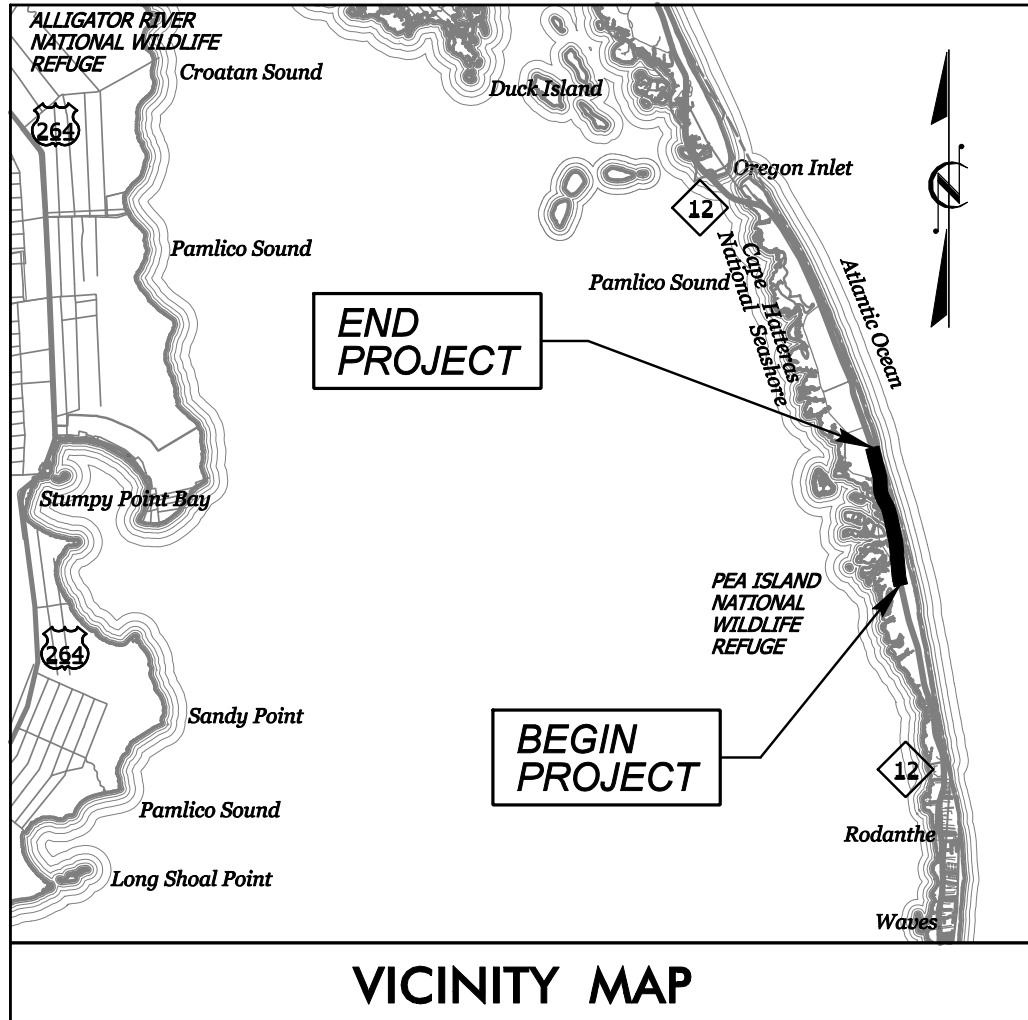 ALLIGATOR RIVER
NATIONAL WILDLIFE
REFUGE
Croatan Sound
Duck Island
264
Oregon Inlet
12
N
Pamlico Sound
Pamlico Sound
Cape Hatteras
National Seashore
Atlantic Ocean
END
PROJECT
Stumpy Point Bay
PEA ISLAND
NATIONAL
WILDLIFE
REFUGE
264
Sandy Point
BEGIN
PROJECT
12
Pamlico Sound
Rodanthe
Long Shoal Point
Waves
VICINITY MAP